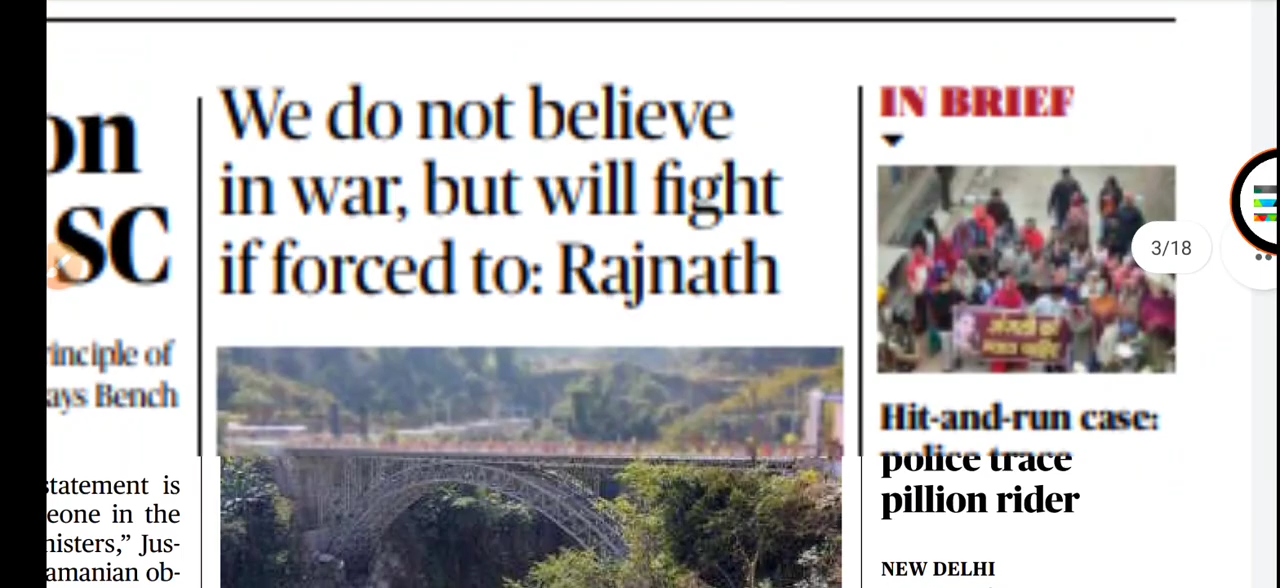 on
SC
inciple of
ays Bench
statement is
eone in the
nisters,” Jus-
amanian ob-
We do not believe
in war, but will fight
if forced to: Rajnath
IN BRIEF
3/18
Hit-and-run case:
police trace
pillion rider
NEW DELHI